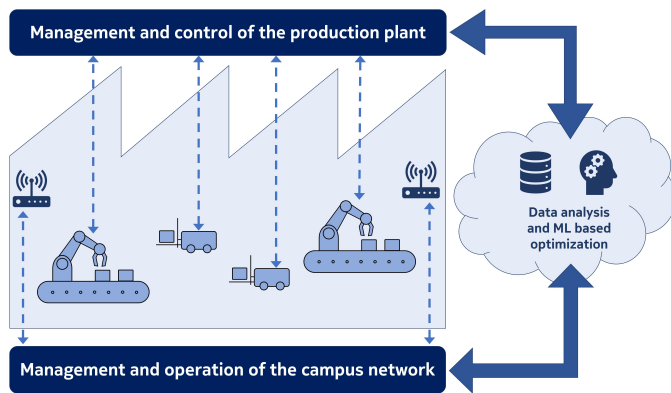 Management and control of the production plant
Data analysis
and ML based
optimization
Management and operation of the campus network